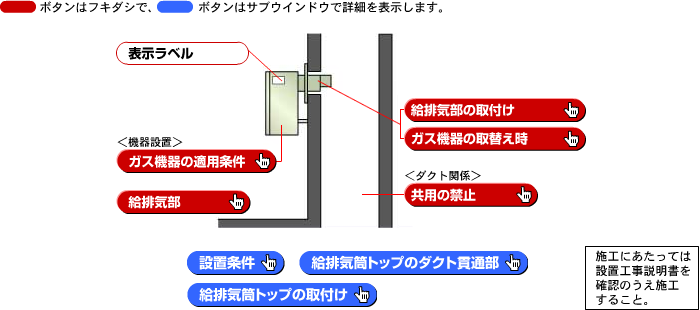 ボタンはフキダシで、 ボタンはサブウインドウで詳細を表示します。
表示ラベル
給排気部の取付け
ガス機器の取替え時
＜機器設置＞
ガス機器の適用条件
＜ダクト関係＞
給排気部
共用の禁止
設置条件
給排気筒トップのダクト貫通部
給排気筒トップの取付け
施工にあたっては
設置工事説明書を
確認のうえ施工
すること。